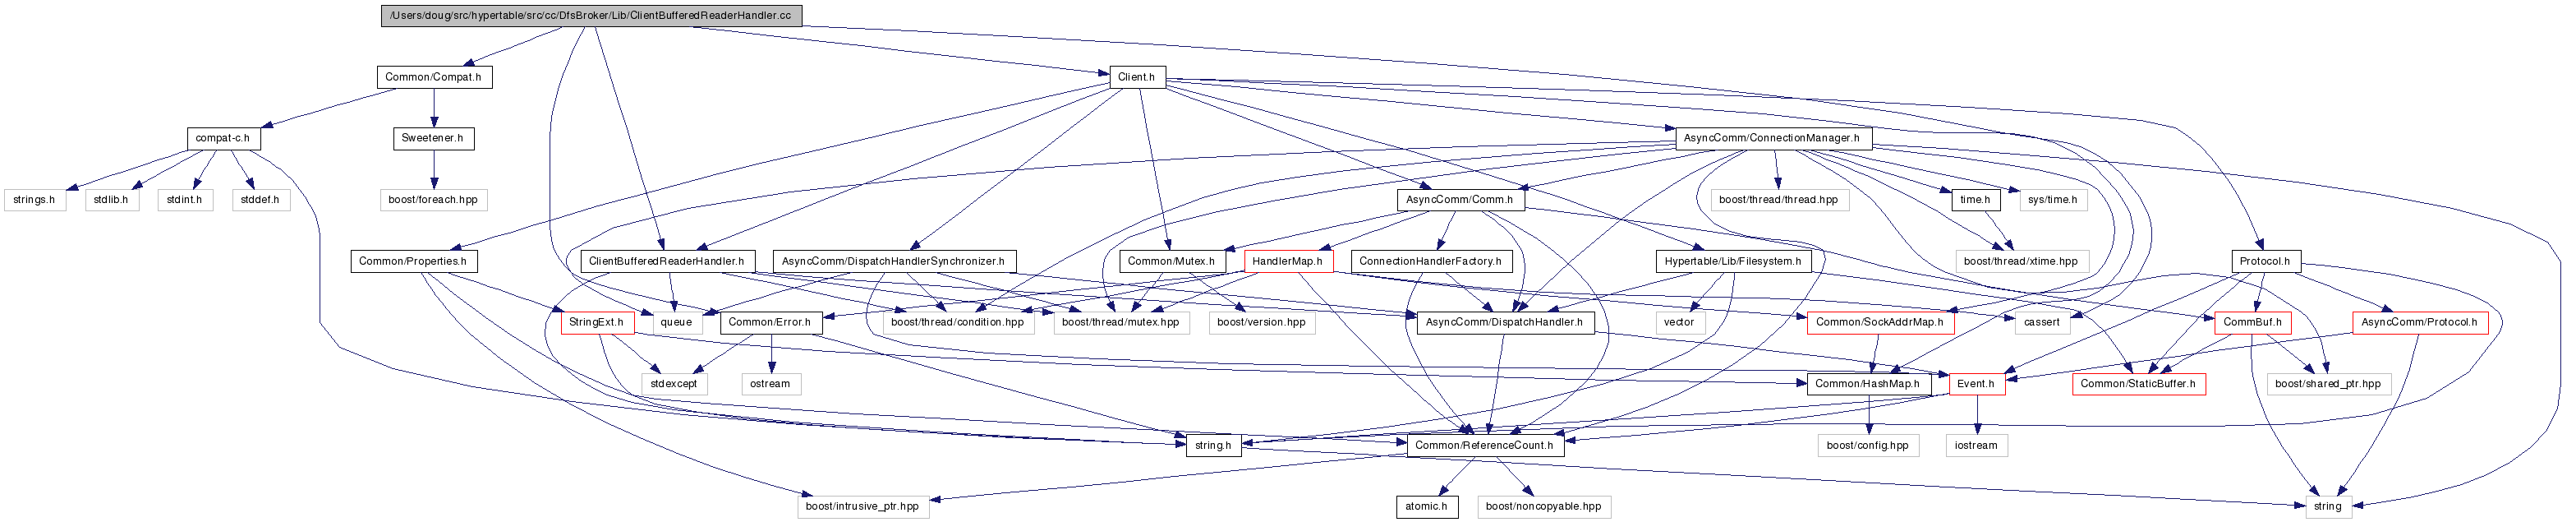 /Users/doug/src/hypertable/src/cc/DfsBroker/Lib/ClientBufferedReaderHandler.cc
Common/Compat.h
Client.h
compat-c.h
Sweetener.h
AsyncComm/ConnectionManager.h
strings.h
stdlib.h
stdint.h
stddef.h
boost/foreach.hpp
AsyncComm/Comm.h
boost/thread/thread.hpp
time.h
sys/time.h
Common/Properties.h
ClientBufferedReaderHandler.h
AsyncComm/DispatchHandlerSynchronizer.h
Common/Mutex.h
HandlerMap.h
ConnectionHandlerFactory.h
Hypertable/Lib/Filesystem.h
boost/thread/xtime.hpp
Protocol.h
StringExt.h
queue
Common/Error.h
boost/thread/condition.hpp
boost/thread/mutex.hpp
boost/version.hpp
AsyncComm/DispatchHandler.h
vector
Common/SockAddrMap.h
cassert
CommBuf.h
AsyncComm/Protocol.h
stdexcept
ostream
Common/HashMap.h
Event.h
Common/StaticBuffer.h
boost/shared_ptr.hpp
string.h
Common/ReferenceCount.h
boost/config.hpp
iostream
boost/intrusive_ptr.hpp
atomic.h
boost/noncopyable.hpp
string